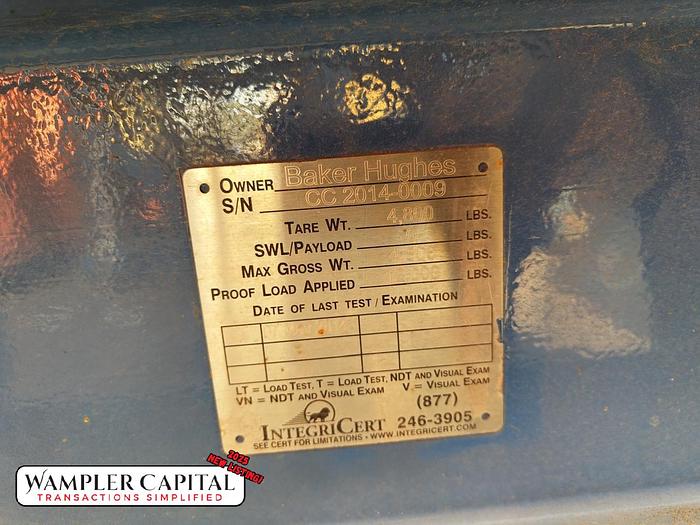 OWNER Baker Hughes
S/N CC 2014-0009
TARE WT. LBS.
SWL/PAYLOAD LBS.
MAX GROSS WT. LBS.
PROOF LOAD APPLIED LBS.
DATE OF LAST TEST / EXAMINATION
LT = LOAD TEST, T = LOAD TEST, NDT AND VISUAL EXAM
VN = NDT AND VISUAL EXAM V = VISUAL EXAM
INTEGRICERT (877) 246-3905
SEE CERT FOR LIMITATIONS • WWW.INTEGRICERT.COM
2025
NEW LISTING!
WAMPLER CAPITAL
TRANSACTIONS SIMPLIFIED